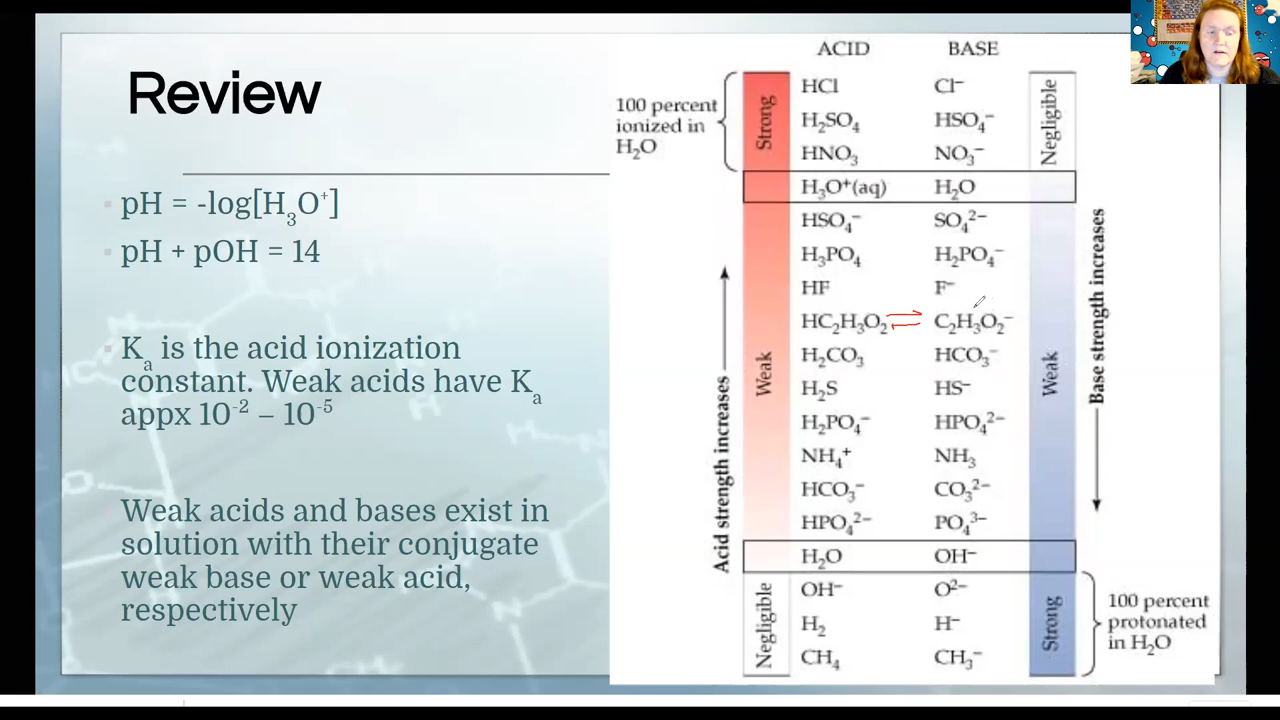 Review
pH = -log[H₃O⁺]
pH + pOH = 14
Kₐ is the acid ionization
constant. Weak acids have Kₐ
appx 10⁻² – 10⁻⁵
Weak acids and bases exist in
solution with their conjugate
weak base or weak acid,
respectively
ACID BASE
100 percent
ionized in
H₂O
Strong
Negligible
HCl Cl⁻
H₂SO₄ HSO₄⁻
HNO₃ NO₃⁻
H₃O⁺(aq) H₂O
HSO₄⁻ SO₄²⁻
H₃PO₄ H₂PO₄⁻
HF F⁻
HC₂H₃O₂ ⇌ C₂H₃O₂⁻
H₂CO₃ HCO₃⁻
H₂S HS⁻
H₂PO₄⁻ HPO₄²⁻
NH₄⁺ NH₃
HCO₃⁻ CO₃²⁻
HPO₄²⁻ PO₄³⁻
H₂O OH⁻
OH⁻ O²⁻
H₂ H⁻
CH₄ CH₃⁻
Acid strength increases
Weak
Weak
Base strength increases
Negligible
Strong
100 percent
protonated
in H₂O